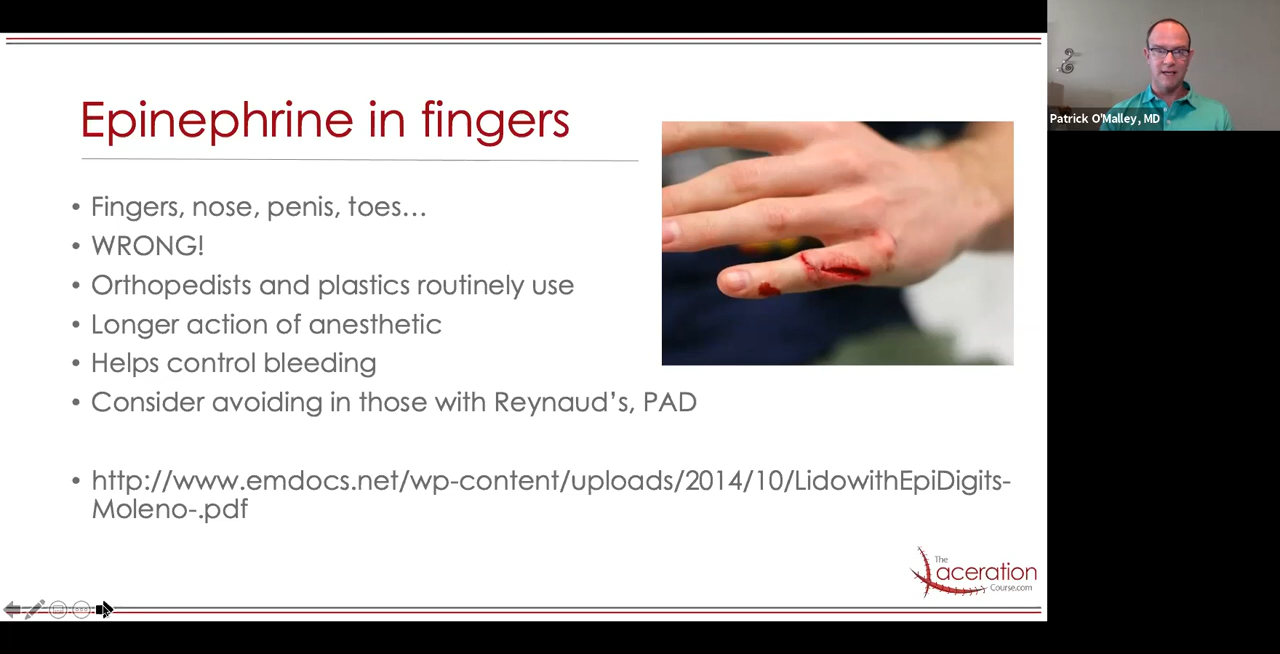 Epinephrine in fingers
• Fingers, nose, penis, toes…
• WRONG!
• Orthopedists and plastics routinely use
• Longer action of anesthetic
• Helps control bleeding
• Consider avoiding in those with Reynaud's, PAD
• http://www.emdocs.net/wp-content/uploads/2014/10/LidowithEpiDigits-
Moleno-.pdf
The
Laceration
Course.com
Patrick O'Malley, MD